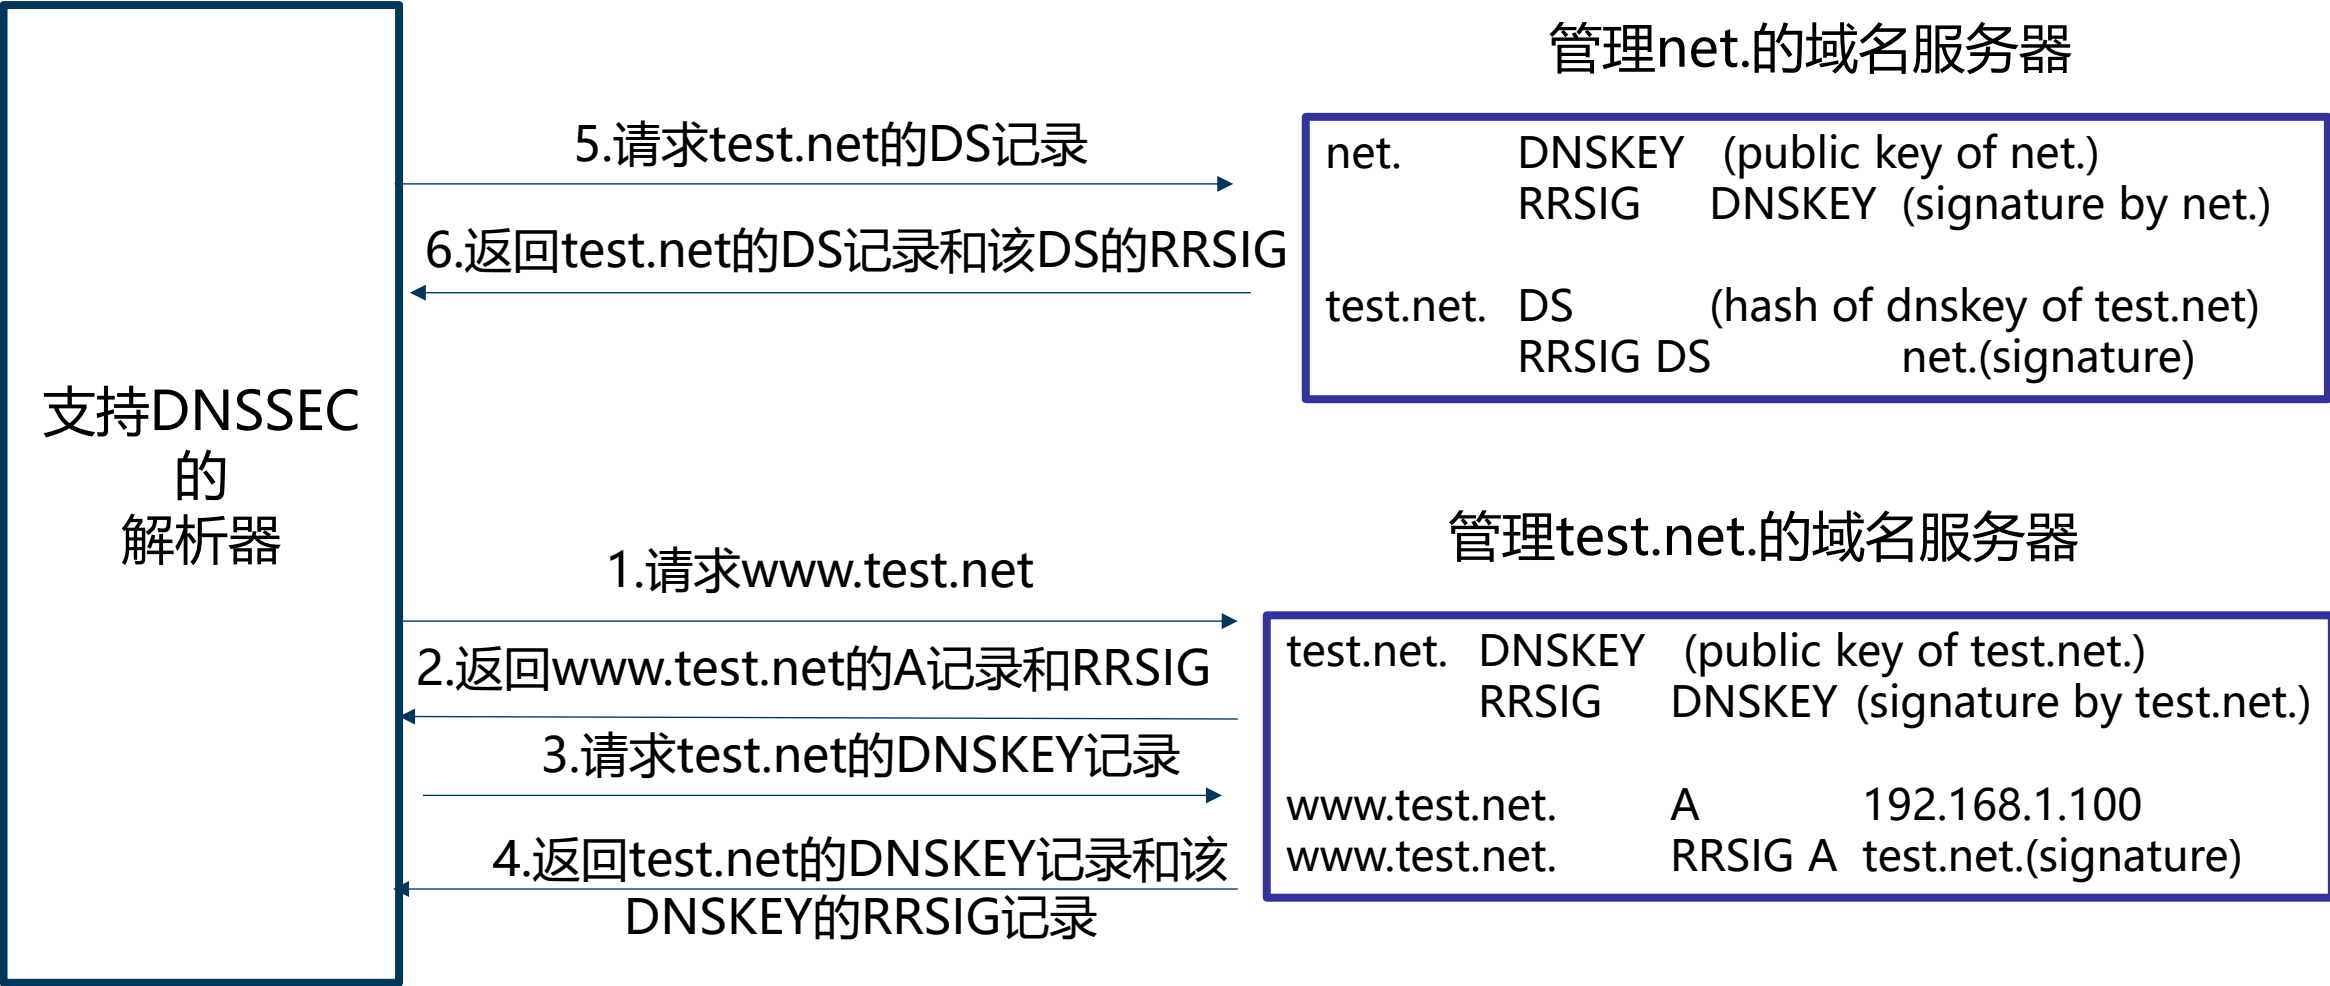 管理net.的域名服务器
5.请求test.net的DS记录
net. DNSKEY (public key of net.)
RRSIG DNSKEY (signature by net.)
6.返回test.net的DS记录和该DS的RRSIG
test.net. DS (hash of dnskey of test.net)
RRSIG DS net.(signature)
支持DNSSEC
的
解析器
管理test.net.的域名服务器
1.请求www.test.net
2.返回www.test.net的A记录和RRSIG
test.net. DNSKEY (public key of test.net.)
RRSIG DNSKEY (signature by test.net.)
3.请求test.net的DNSKEY记录
www.test.net. A 192.168.1.100
www.test.net. RRSIG A test.net.(signature)
4.返回test.net的DNSKEY记录和该
DNSKEY的RRSIG记录